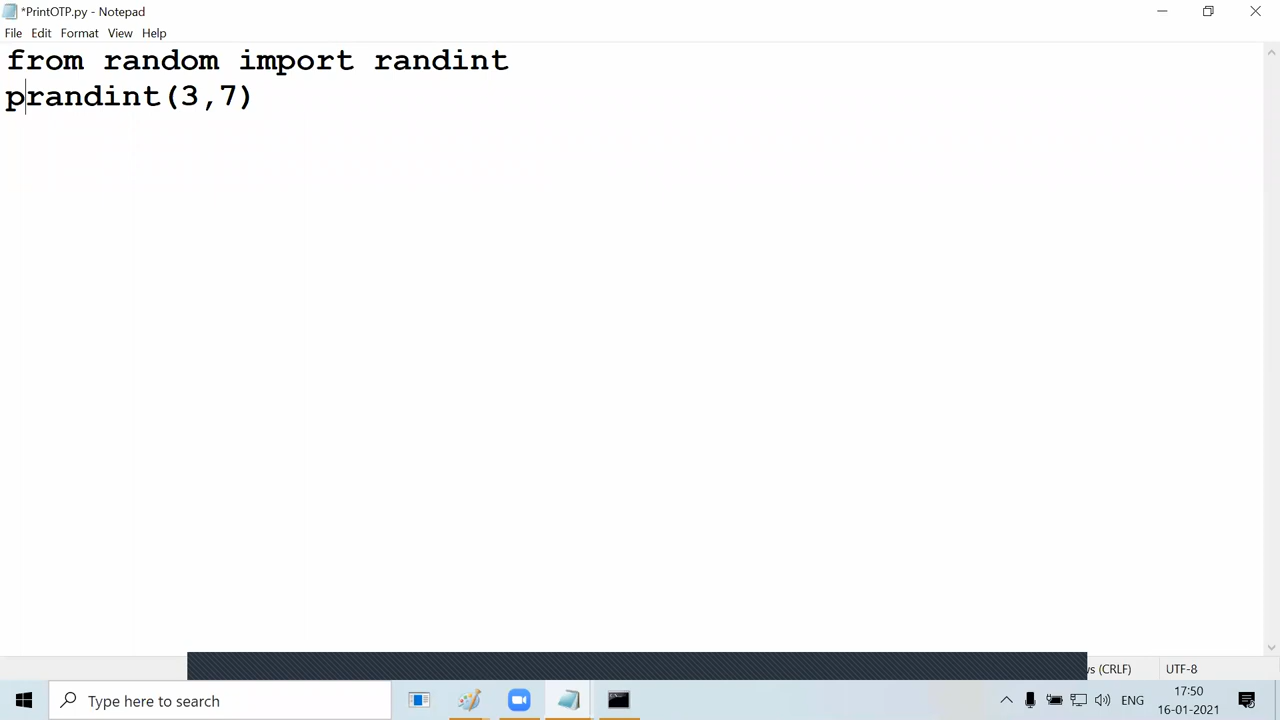 *PrintOTP.py - Notepad
File Edit Format View Help
from random import randint
prandint(3,7)
(CRLF) UTF-8
Type here to search
ENG
17:50
16-01-2021